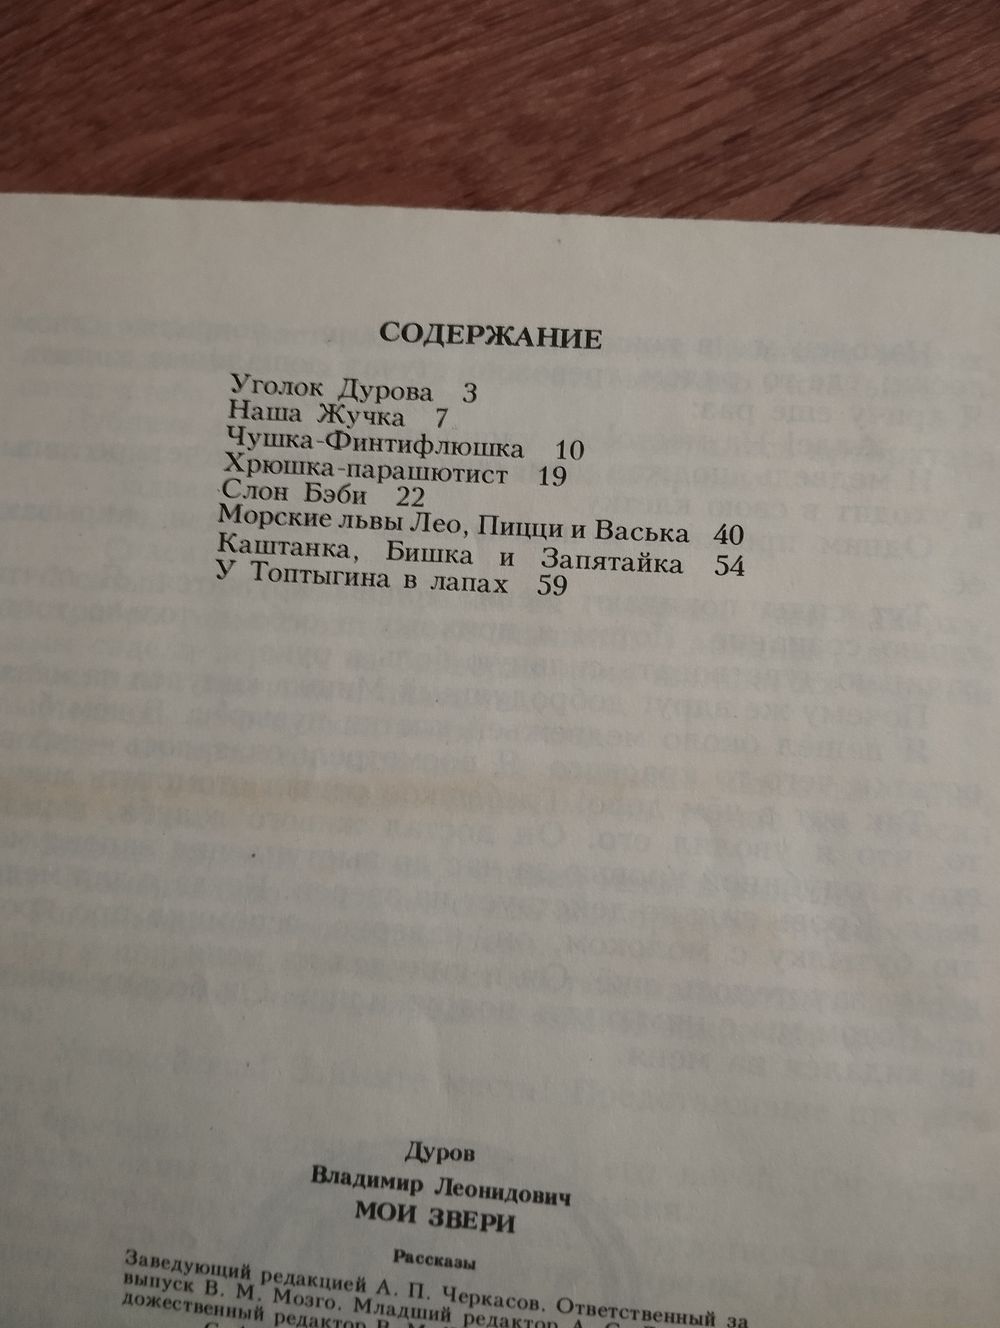 СОДЕРЖАНИЕ
Уголок Дурова 3
Наша Жучка 7
Чушка-Финтифлюшка 10
Хрюшка-парашютист 19
Слон Бэби 22
Морские львы Лео, Пицци и Васька 40
Каштанка, Бишка и Запятайка 54
У Топтыгина в лапах 59
Дуров
Владимир Леонидович
МОИ ЗВЕРИ
Рассказы
Заведующий редакцией А. П. Черкасов. Ответственный за
выпуск В. М. Мозго. Младший редактор А. С.
дожественный редактор В. М.